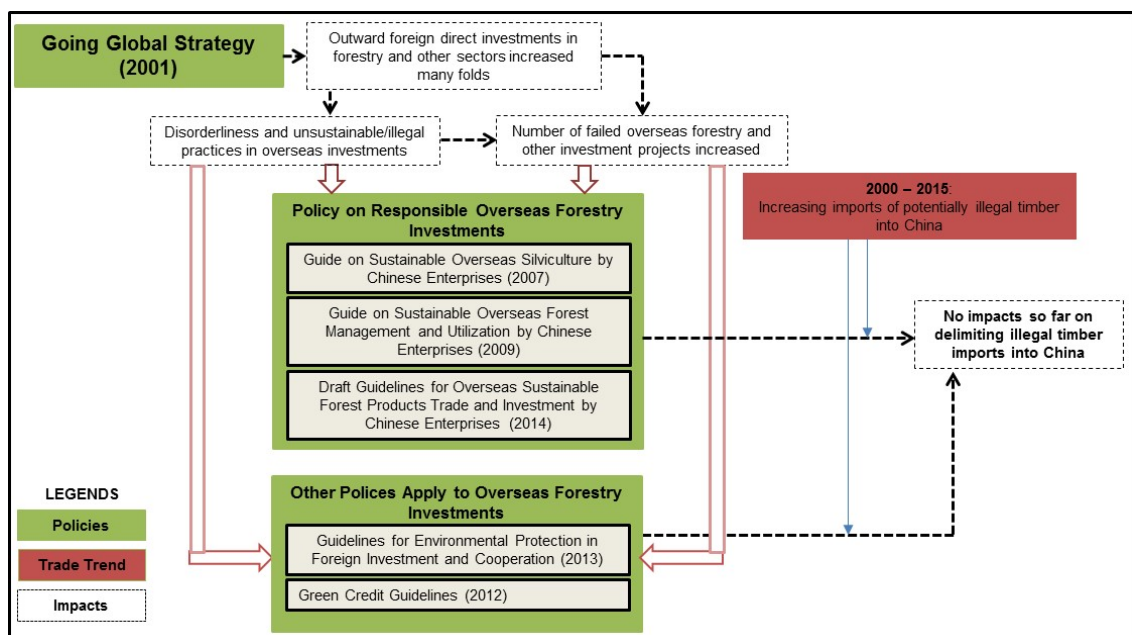 Going Global Strategy
(2001)
Outward foreign direct investments in
forestry and other sectors increased
many folds
Disorderliness and unsustainable/illegal
practices in overseas investments
Number of failed overseas forestry and
other investment projects increased
Policy on Responsible Overseas Forestry
Investments
Guide on Sustainable Overseas Silviculture by
Chinese Enterprises (2007)
Guide on Sustainable Overseas Forest
Management and Utilization by Chinese
Enterprises (2009)
Draft Guidelines for Overseas Sustainable
Forest Products Trade and Investment by
Chinese Enterprises (2014)
2000 – 2015:
Increasing imports of potentially illegal timber
into China
No impacts so far on
delimiting illegal timber
imports into China
Other Polices Apply to Overseas Forestry
Investments
Guidelines for Environmental Protection in
Foreign Investment and Cooperation (2013)
Green Credit Guidelines (2012)
LEGENDS
Policies
Trade Trend
Impacts